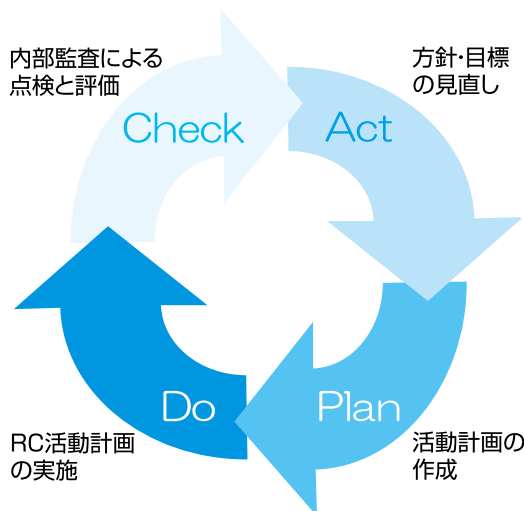 内部監査による
点検と評価
方針・目標
の見直し
Check
Act
Do
Plan
RC活動計画
の実施
活動計画の
作成